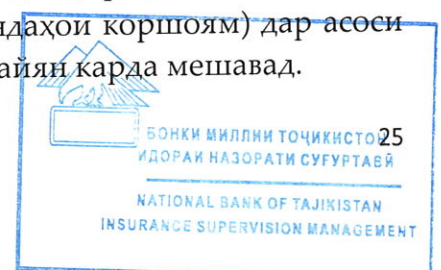 ндаҳои коршоям) дар асоси
айян карда мешавад.
25
БОНКИ МИЛЛИИ ТОҶИКИСТОН
ИДОРАИ НАЗОРАТИ СУҒУРТАВӢ
NATIONAL BANK OF TAJIKISTAN
INSURANCE SUPERVISION MANAGEMENT